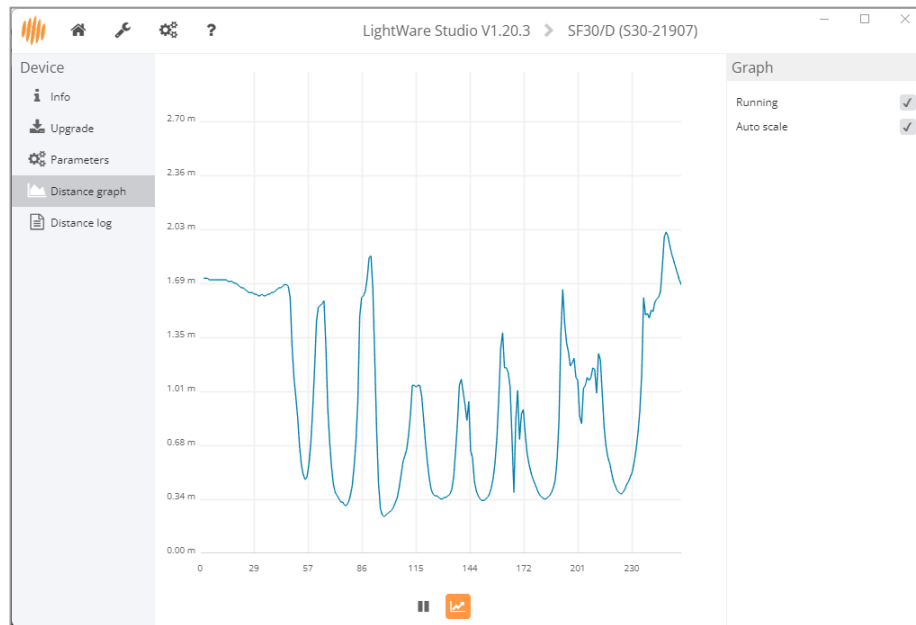 LightWare Studio V1.20.3 > SF30/D (S30-21907)
Device
Info
Upgrade
Parameters
Distance graph
Distance log
2.70 m
2.36 m
2.03 m
1.69 m
1.35 m
1.01 m
0.68 m
0.34 m
0.00 m
0 29 57 86 115 144 172 201 230
Graph
Running
Auto scale